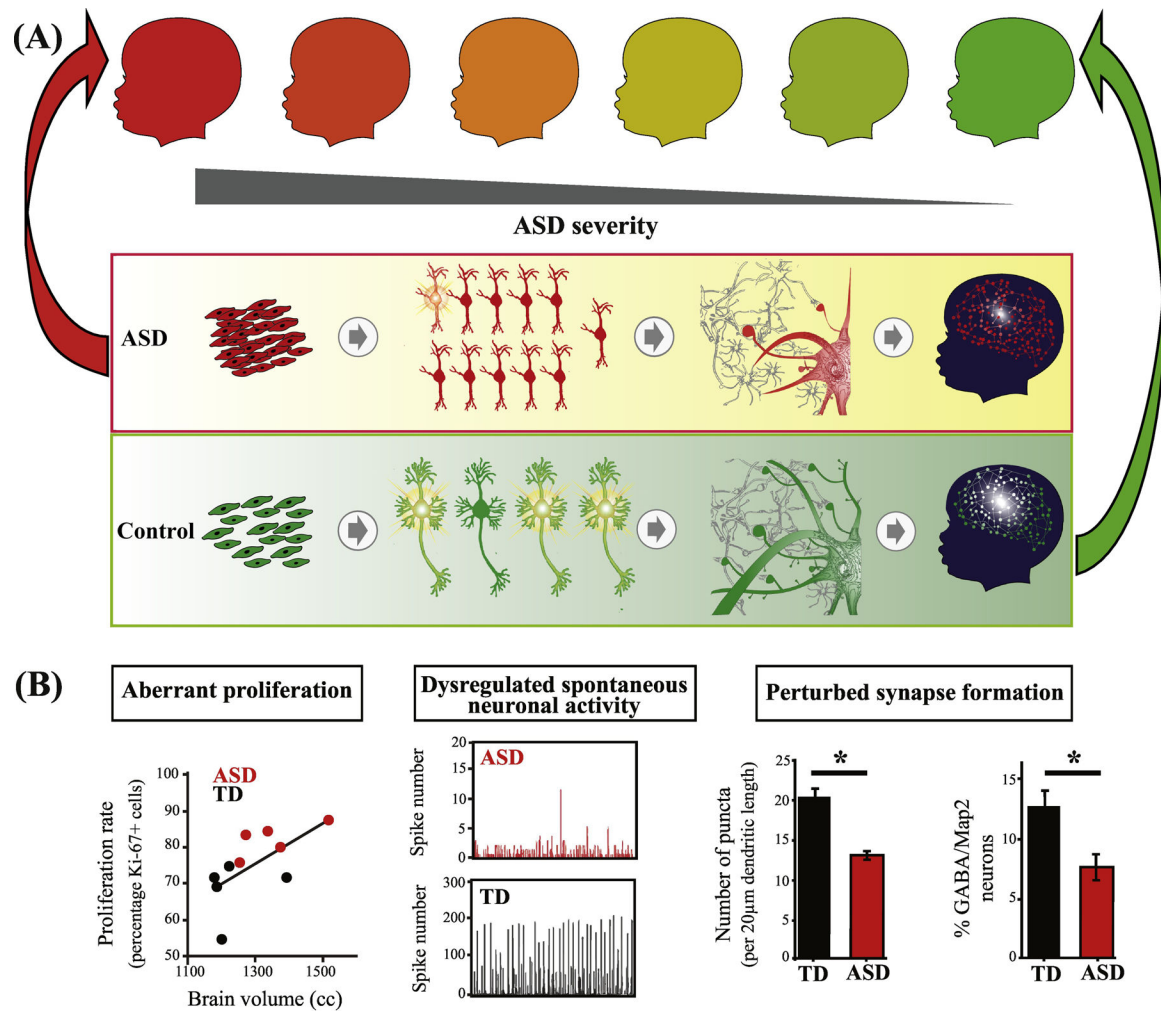 (A)
ASD severity
ASD
Control
(B)
Aberrant proliferation
Dysregulated spontaneous
neuronal activity
Perturbed synapse formation
Proliferation rate
(percentage Ki-67+ cells)
100
90
80
70
60
50
ASD
TD
1100
1300
1500
Brain volume (cc)
Spike number
20
15
10
5
0
ASD
Spike number
300
200
100
0
TD
Number of puncta
(per 20µm dendritic length)
25
20
15
10
5
0
*
TD
ASD
% GABA/Map2
neurons
15
10
5
0
*
TD
ASD